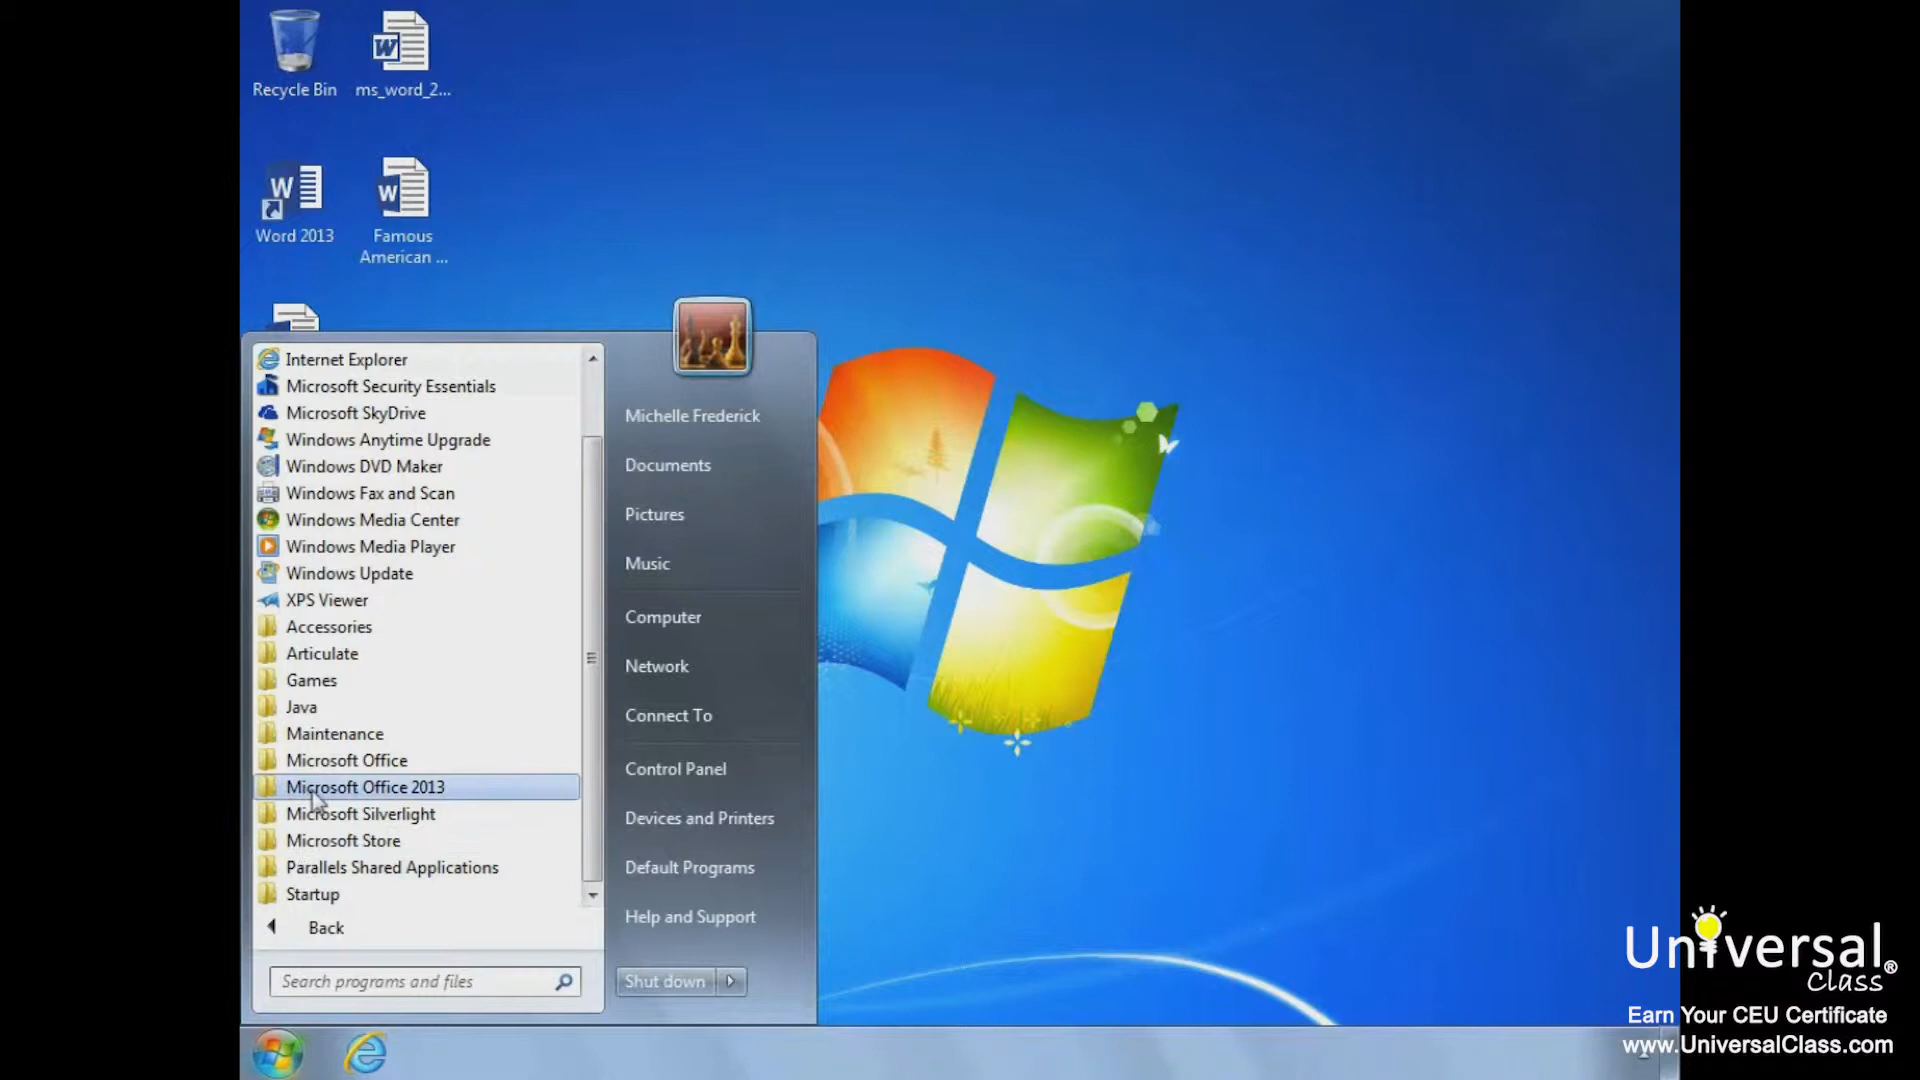 Recycle Bin
ms_word_2...
Word 2013
Famous
American ...
Internet Explorer
Microsoft Security Essentials
Microsoft SkyDrive
Windows Anytime Upgrade
Windows DVD Maker
Windows Fax and Scan
Windows Media Center
Windows Media Player
Windows Update
XPS Viewer
Accessories
Articulate
Games
Java
Maintenance
Microsoft Office
Microsoft Office 2013
Microsoft Silverlight
Microsoft Store
Parallels Shared Applications
Startup
Back
Search programs and files
Michelle Frederick
Documents
Pictures
Music
Computer
Network
Connect To
Control Panel
Devices and Printers
Default Programs
Help and Support
Shut down
Universal®
Class
Earn Your CEU Certificate
www.UniversalClass.com